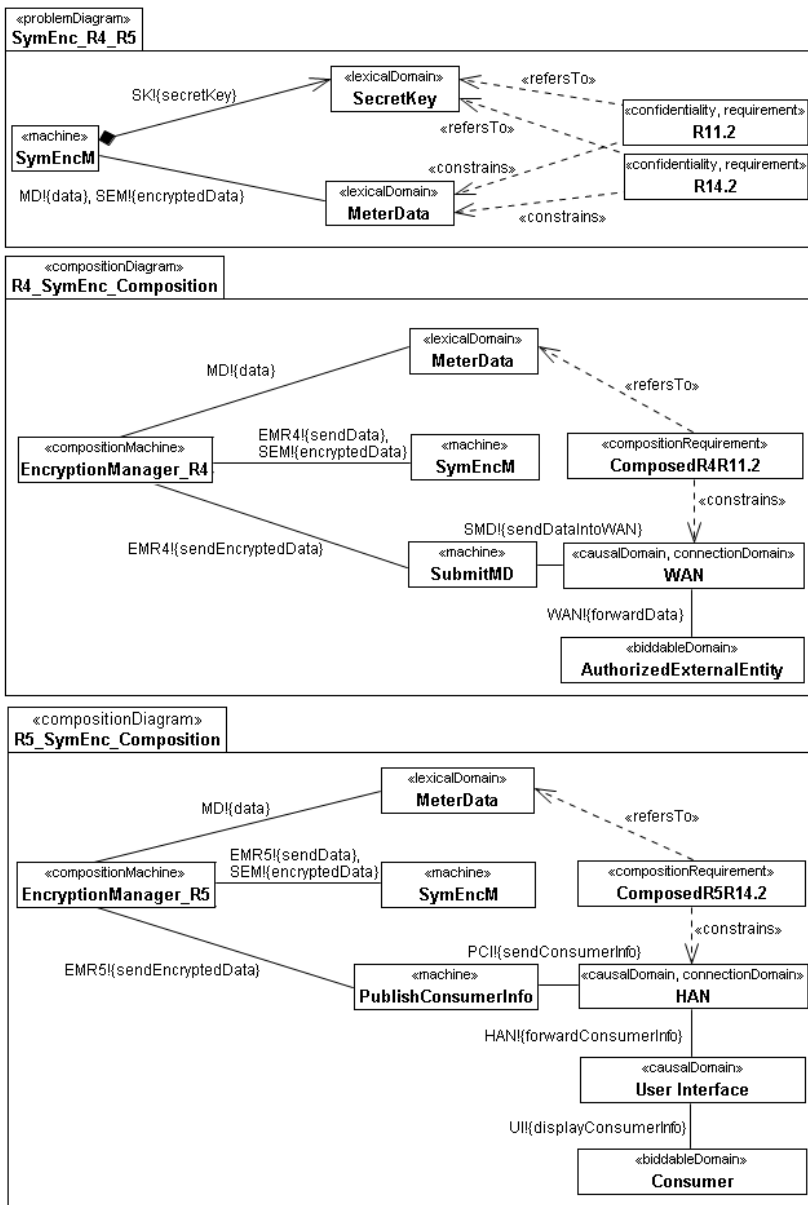 «problemDiagram»
SymEnc_R4_R5
«lexicalDomain»
SecretKey
«refersTo»
SK!{secretKey}
«confidentiality, requirement»
R11.2
«refersTo»
«machine»
SymEncM
«constrains»
«confidentiality, requirement»
R14.2
MD!{data}, SEM!{encryptedData}
«lexicalDomain»
MeterData
«constrains»
«compositionDiagram»
R4_SymEnc_Composition
«lexicalDomain»
MeterData
MD!{data}
«refersTo»
«compositionMachine»
EncryptionManager_R4
EMR4!{sendData},
SEM!{encryptedData}
«machine»
SymEncM
«compositionRequirement»
ComposedR4R11.2
«constrains»
EMR4!{sendEncryptedData}
SMD!{sendDataIntoWAN}
«machine»
SubmitMD
«causalDomain, connectionDomain»
WAN
WAN!{forwardData}
«biddableDomain»
AuthorizedExternalEntity
«compositionDiagram»
R5_SymEnc_Composition
«lexicalDomain»
MeterData
MD!{data}
«refersTo»
«compositionMachine»
EncryptionManager_R5
EMR5!{sendData},
SEM!{encryptedData}
«machine»
SymEncM
«compositionRequirement»
ComposedR5R14.2
«constrains»
PCI!{sendConsumerInfo}
EMR5!{sendEncryptedData}
«machine»
PublishConsumerInfo
«causalDomain, connectionDomain»
HAN
HAN!{forwardConsumerInfo}
«causalDomain»
User Interface
UI!{displayConsumerInfo}
«biddableDomain»
Consumer